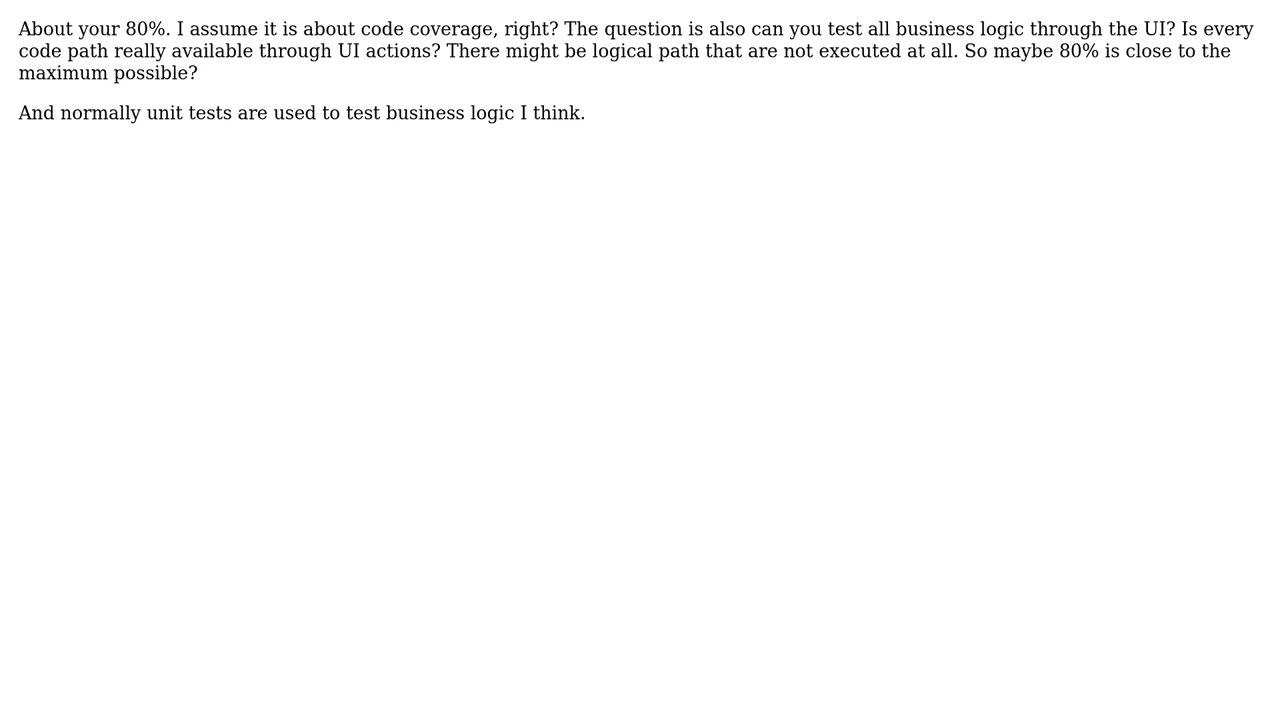 About your 80%. I assume it is about code coverage, right? The question is also can you test all business logic through the UI? Is every
code path really available through UI actions? There might be logical path that are not executed at all. So maybe 80% is close to the
maximum possible?
And normally unit tests are used to test business logic I think.